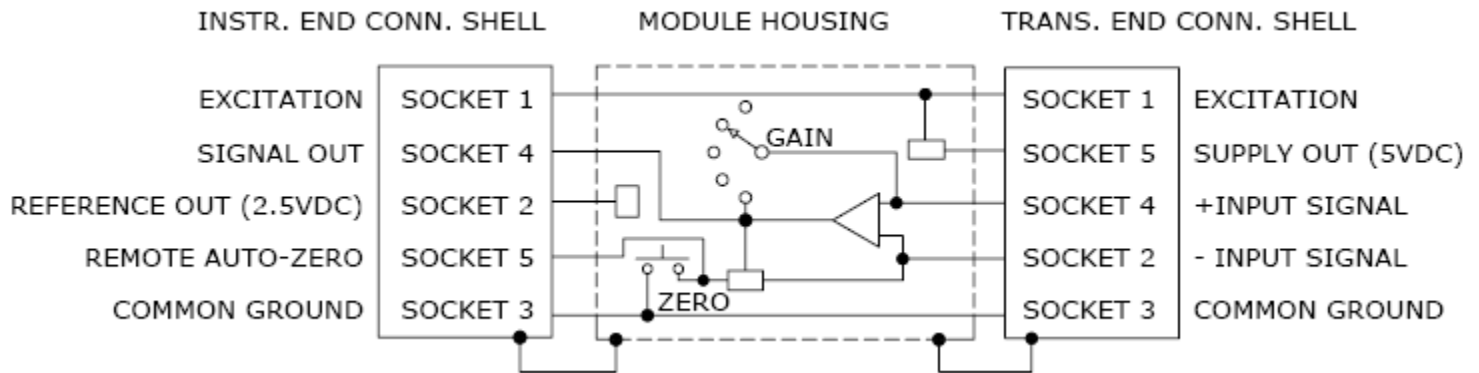 INSTR. END CONN. SHELL MODULE HOUSING TRANS. END CONN. SHELL
EXCITATION SOCKET 1 SOCKET 1 EXCITATION
GAIN
SIGNAL OUT SOCKET 4 SOCKET 5 SUPPLY OUT (5VDC)
REFERENCE OUT (2.5VDC) SOCKET 2 SOCKET 4 +INPUT SIGNAL
REMOTE AUTO-ZERO SOCKET 5 SOCKET 2 - INPUT SIGNAL
ZERO
COMMON GROUND SOCKET 3 SOCKET 3 COMMON GROUND